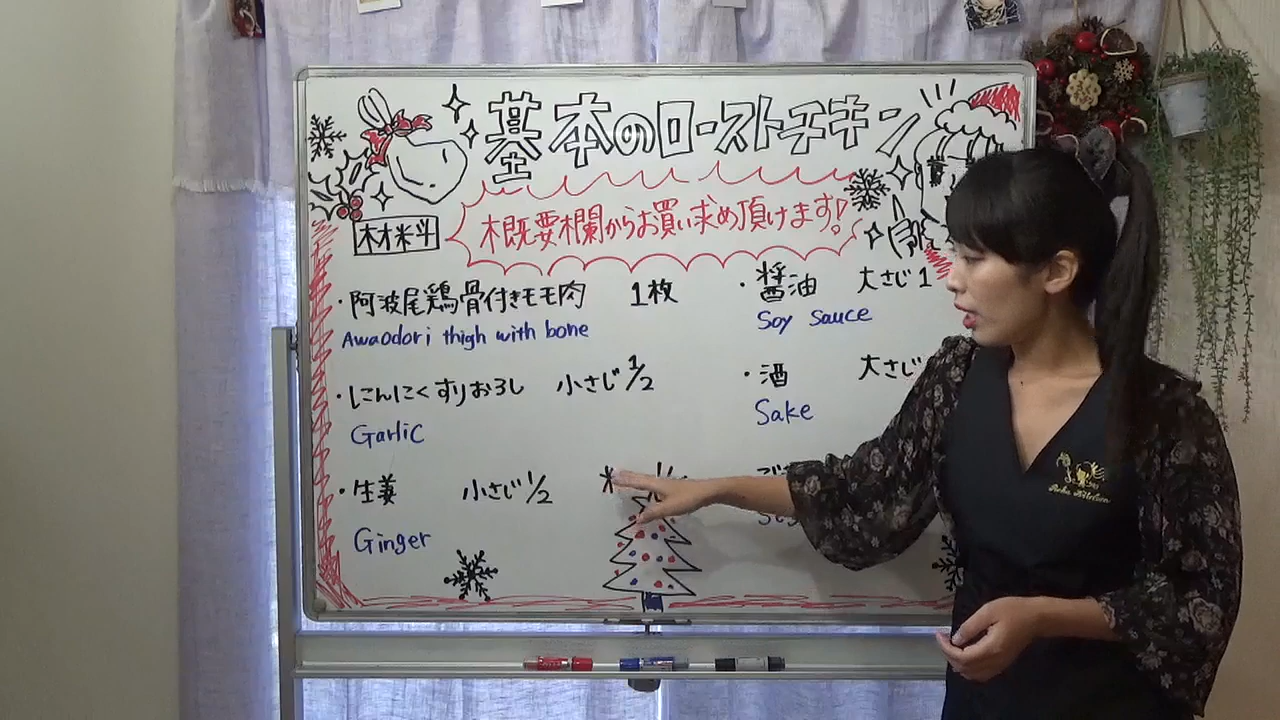 基本のローストチキン
材料
概要欄からお買い求め頂けます!
・阿波尾鶏骨付きモモ肉 1枚
Awaodori thigh with bone
・にんにくすりおろし 小さじ1/2
Garlic
・生姜 小さじ1/2
Ginger
・醤油 大さじ1
Soy sauce
・酒 大さじ
Sake